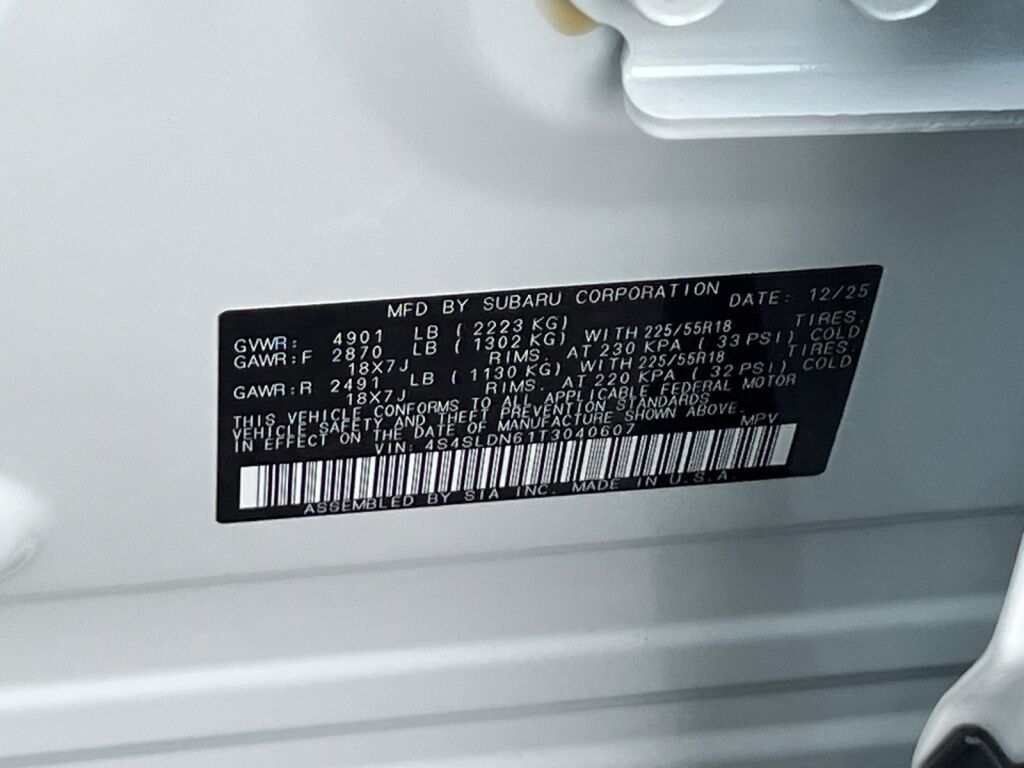 MFD BY SUBARU CORPORATION DATE: 12/25
GVWR: 4901 LB ( 2223 KG)
GAWR:F 2870 LB ( 1302 KG) WITH 225/55R18 TIRES.
18X7J RIMS. AT 230 KPA ( 33 PSI) COLD
GAWR:R 2491 LB ( 1130 KG) WITH 225/55R18 TIRES.
18X7J RIMS. AT 220 KPA ( 32 PSI) COLD
THIS VEHICLE CONFORMS TO ALL APPLICABLE FEDERAL MOTOR
VEHICLE SAFETY AND THEFT PREVENTION STANDARDS
IN EFFECT ON THE DATE OF MANUFACTURE SHOWN ABOVE.
VIN: 4S4SLDN61T3040607 MPV
ASSEMBLED BY SIA INC. MADE IN U.S.A.